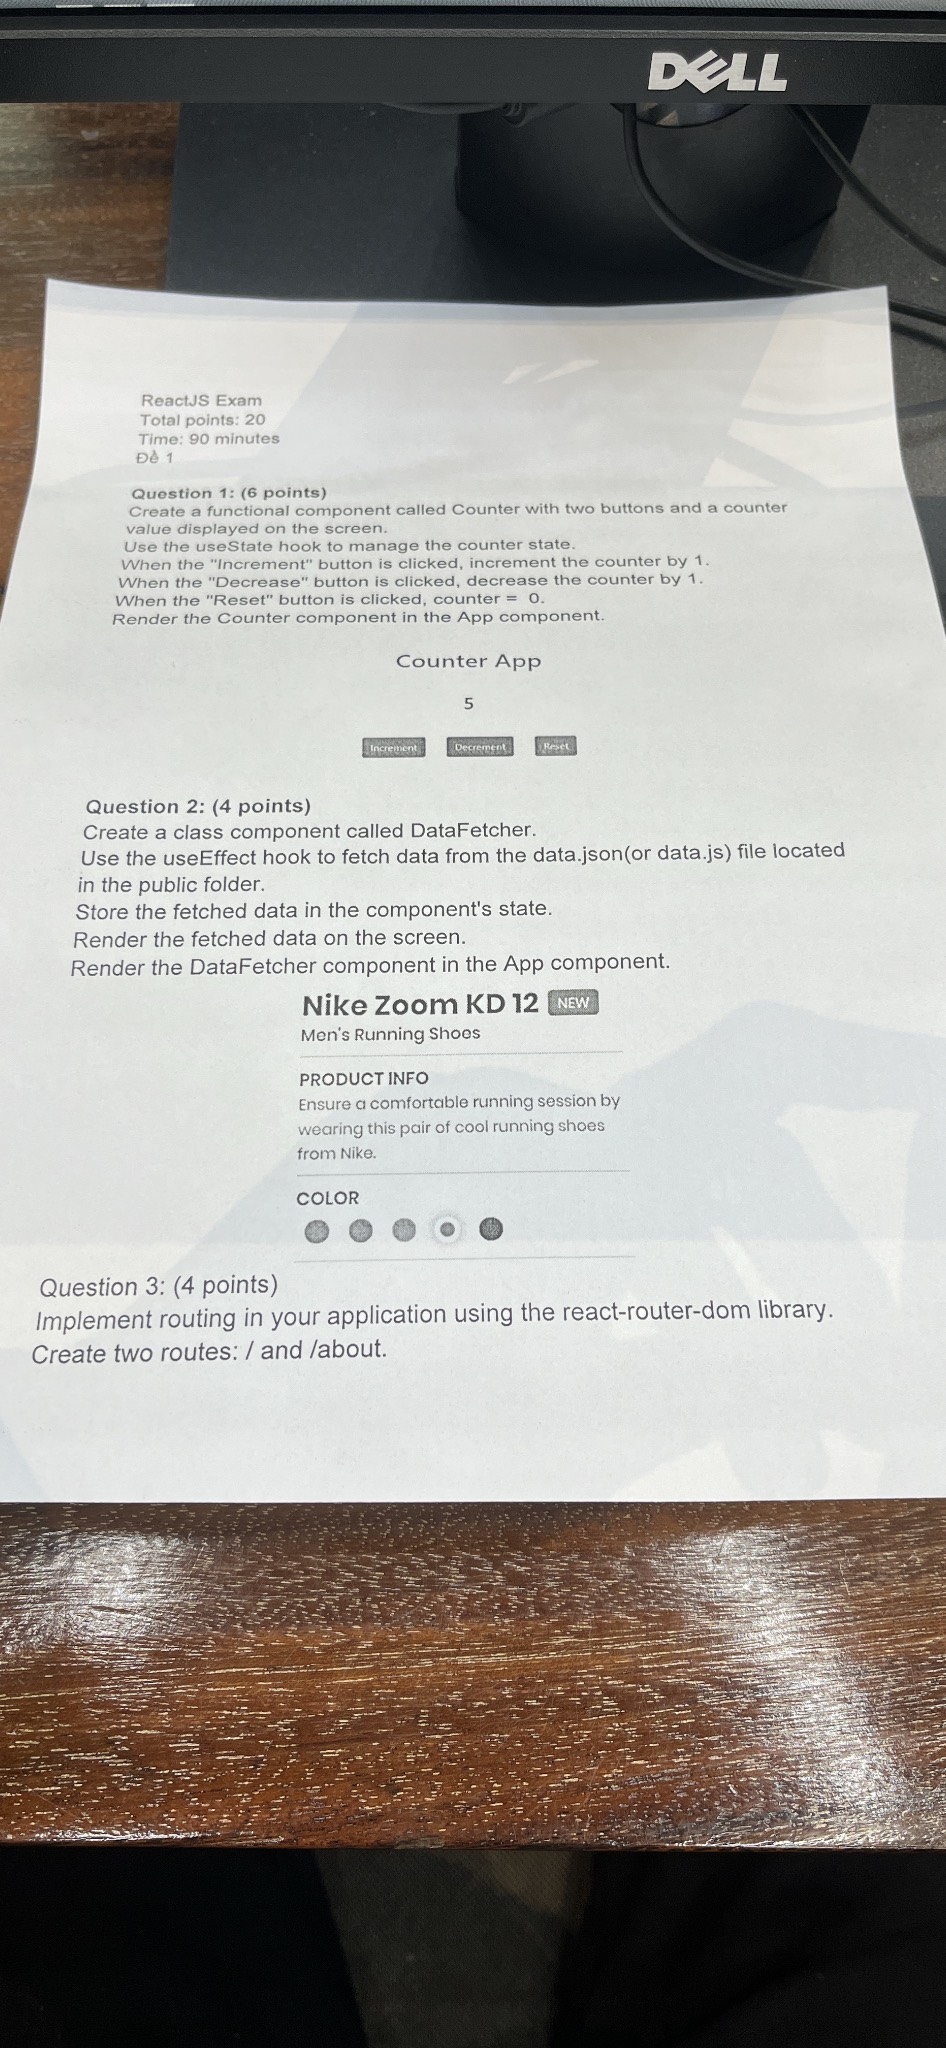 DELL
ReactJS Exam
Total points: 20
Time: 90 minutes
Đề 1
Question 1: (6 points)
Create a functional component called Counter with two buttons and a counter
value displayed on the screen.
Use the useState hook to manage the counter state.
When the "Increment" button is clicked, increment the counter by 1.
When the "Decrease" button is clicked, decrease the counter by 1.
When the "Reset" button is clicked, counter = 0.
Render the Counter component in the App component.
Counter App
5
Increment Decrement Reset
Question 2: (4 points)
Create a class component called DataFetcher.
Use the useEffect hook to fetch data from the data.json(or data.js) file located
in the public folder.
Store the fetched data in the component's state.
Render the fetched data on the screen.
Render the DataFetcher component in the App component.
Nike Zoom KD 12 NEW
Men's Running Shoes
PRODUCT INFO
Ensure a comfortable running session by
wearing this pair of cool running shoes
from Nike.
COLOR
Question 3: (4 points)
Implement routing in your application using the react-router-dom library.
Create two routes: / and /about.